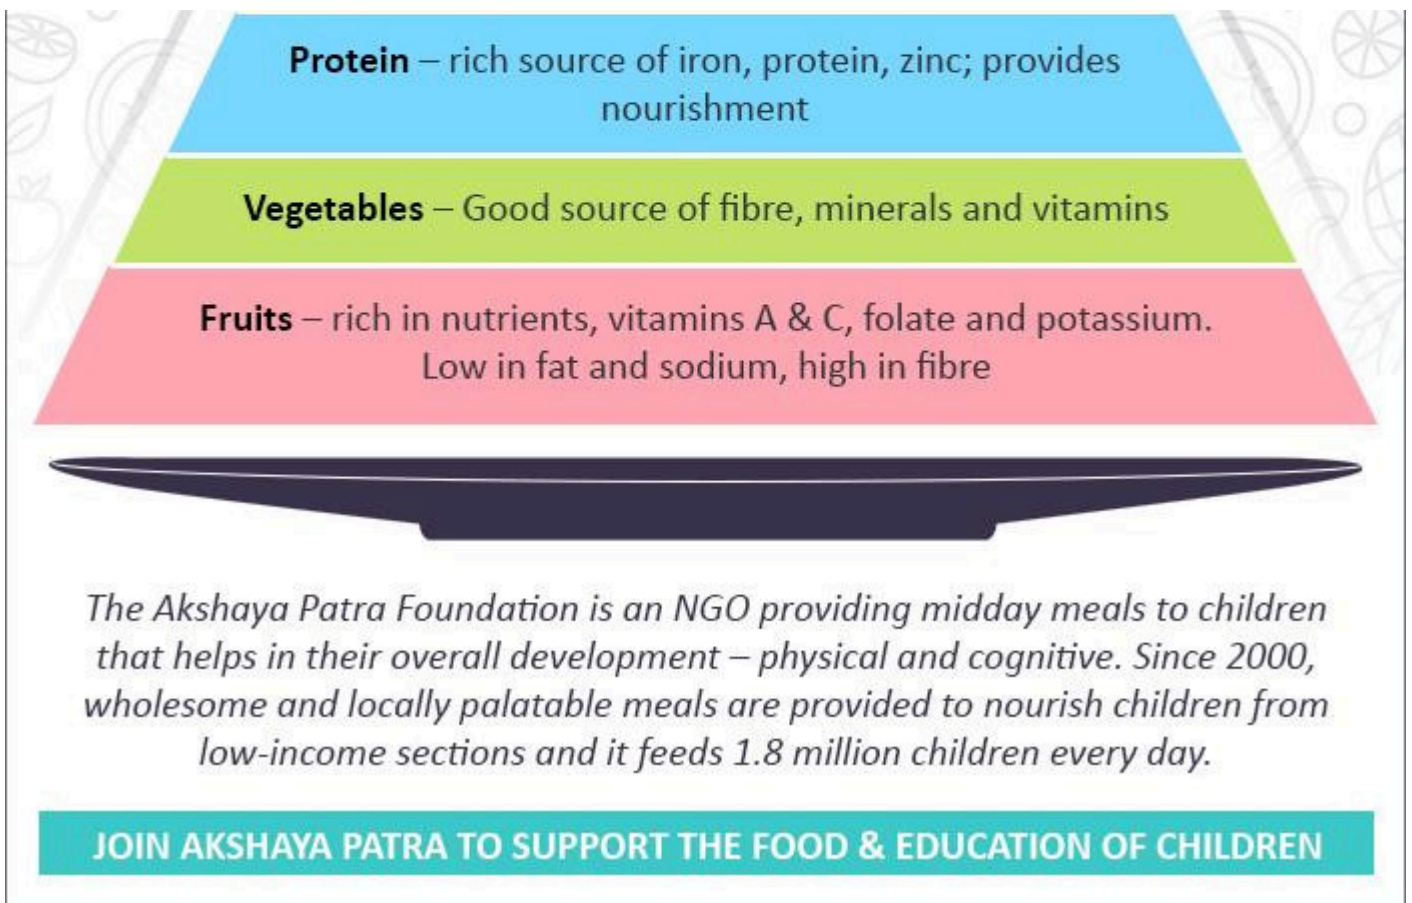 Protein – rich source of iron, protein, zinc; provides
nourishment
Vegetables – Good source of fibre, minerals and vitamins
Fruits – rich in nutrients, vitamins A & C, folate and potassium.
Low in fat and sodium, high in fibre
The Akshaya Patra Foundation is an NGO providing midday meals to children
that helps in their overall development – physical and cognitive. Since 2000,
wholesome and locally palatable meals are provided to nourish children from
low-income sections and it feeds 1.8 million children every day.
JOIN AKSHAYA PATRA TO SUPPORT THE FOOD & EDUCATION OF CHILDREN